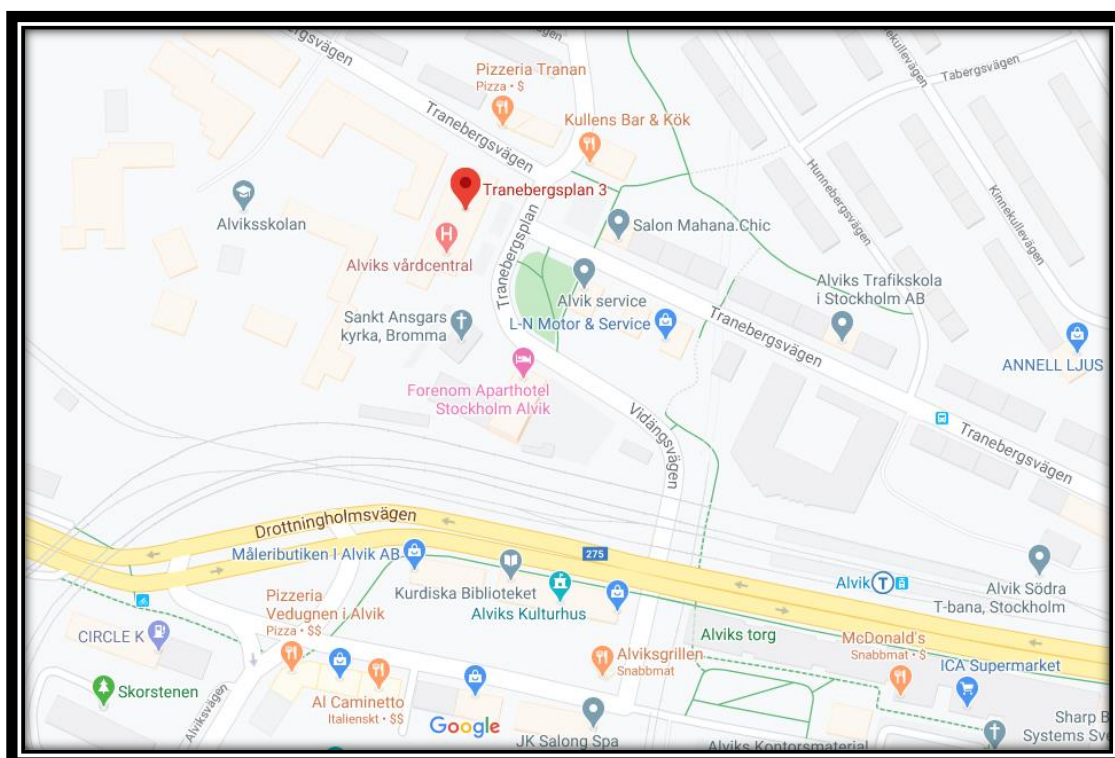 gsvägen
gen
Pizzeria Tranan
Pizza • $
Kullens Bar & Kök
Tranebergsvägen
Tabergsvägen
Hunnebergsvägen
Kinnekullevägen
Tranebergsplan 3
Alviksskolan
Alviks vårdcentral
Tranebergsplan
Salon Mahana.Chic
Alvik service
L-N Motor & Service
Alviks Trafikskola
i Stockholm AB
Sankt Ansgars
kyrka, Bromma
Tranebergsvägen
ANNELL LJUS
Forenom Aparthotel
Stockholm Alvik
Vidängsvägen
Tranebergsvägen
Drottningholmsvägen
275
Måleributiken I Alvik AB
Kurdiska Biblioteket
Alviks Kulturhus
Alvik T
Alvik Södra
T-bana, Stockholm
Pizzeria
Vedugnen i Alvik
Pizza • $$
CIRCLE K
Alviks torg
McDonald's
Snabbmat • $
Alviksgrillen
Snabbmat
ICA Supermarket
Skorstenen
Al Caminetto
Italienskt • $$
Alviksvägen
Google
JK Salong Spa
Alviks Kontorsmaterial
Sharp B
Systems Sve